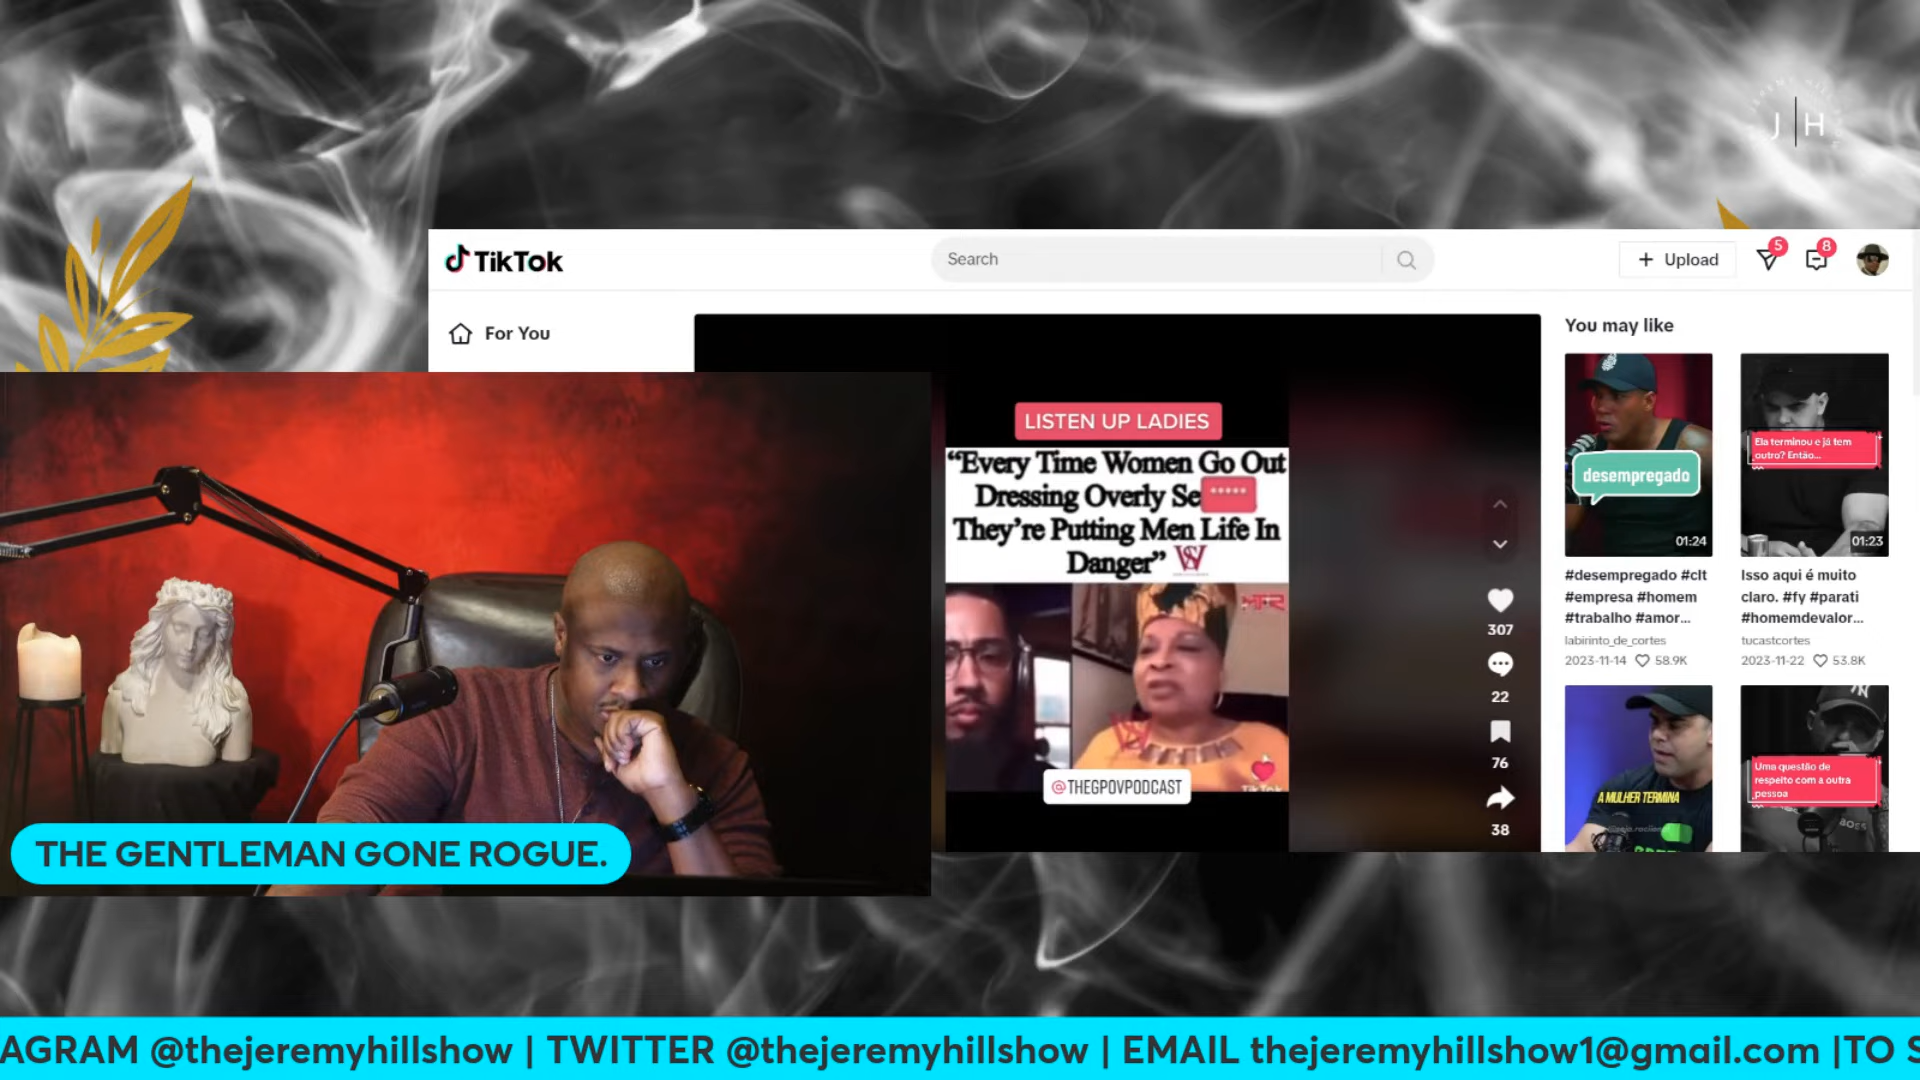 J H
TikTok
Search
Upload
5
8
For You
You may like
LISTEN UP LADIES
“Every Time Women Go Out
Dressing Overly Se*****
They’re Putting Men Life In
Danger”
@THEGPOVPODCAST
TikTok
307
22
76
38
desempregado
01:24
#desempregado #clt
#empresa #homem
#trabalho #amor...
labirinto_de_cortes
2023-11-14 58.9K
Ela terminou e já tem
outro? Então...
01:23
Isso aqui é muito
claro. #fy #parati
#homemdevalor...
tucastcortes
2023-11-22 53.8K
A MULHER TERMINA
Uma questão de
respeito com a outra
pessoa
THE GENTLEMAN GONE ROGUE.
AGRAM @thejeremyhillshow | TWITTER @thejeremyhillshow | EMAIL thejeremyhillshow1@gmail.com |TO S